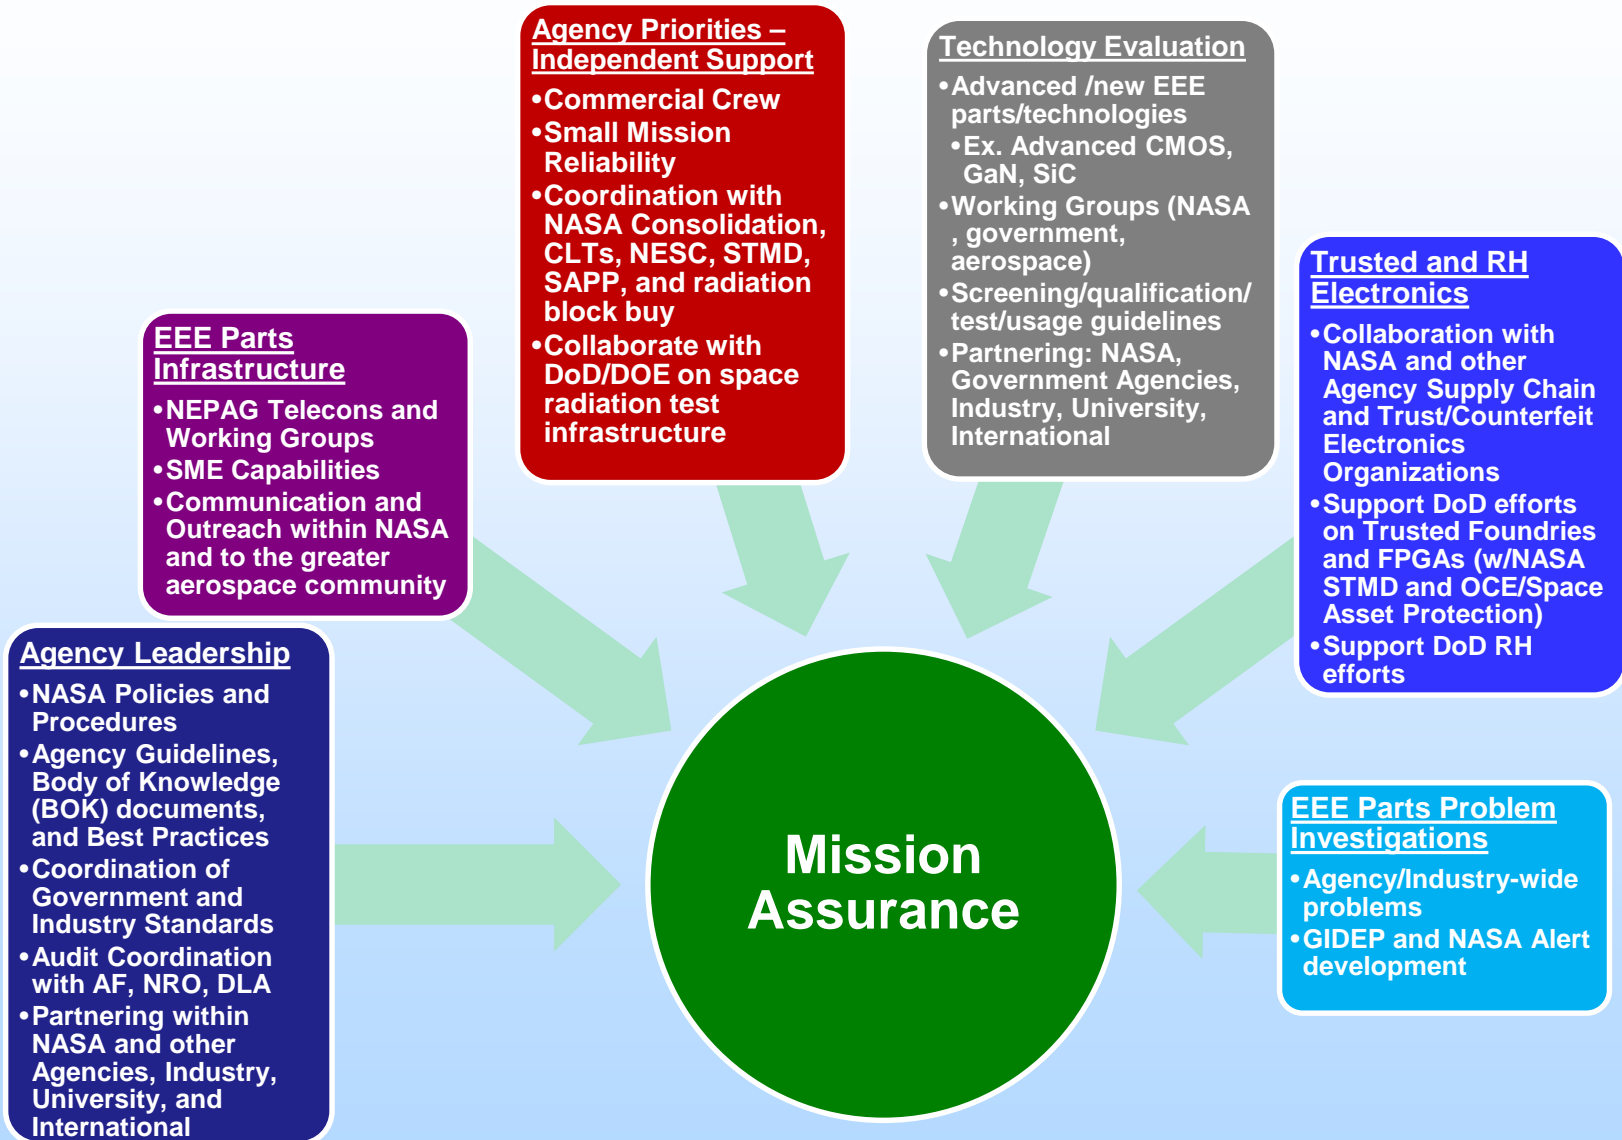 Agency Priorities –
Independent Support
•Commercial Crew
•Small Mission
Reliability
•Coordination with
NASA Consolidation,
CLTs, NESC, STMD,
SAPP, and radiation
block buy
•Collaborate with
DoD/DOE on space
radiation test
infrastructure
Technology Evaluation
•Advanced /new EEE
parts/technologies
•Ex. Advanced CMOS,
GaN, SiC
•Working Groups (NASA
, government,
aerospace)
•Screening/qualification/
test/usage guidelines
•Partnering: NASA,
Government Agencies,
Industry, University,
International
Trusted and RH
Electronics
•Collaboration with
NASA and other
Agency Supply Chain
and Trust/Counterfeit
Electronics
Organizations
•Support DoD efforts
on Trusted Foundries
and FPGAs (w/NASA
STMD and OCE/Space
Asset Protection)
•Support DoD RH
efforts
EEE Parts
Infrastructure
•NEPAG Telecons and
Working Groups
•SME Capabilities
•Communication and
Outreach within NASA
and to the greater
aerospace community
Agency Leadership
•NASA Policies and
Procedures
•Agency Guidelines,
Body of Knowledge
(BOK) documents,
and Best Practices
•Coordination of
Government and
Industry Standards
•Audit Coordination
with AF, NRO, DLA
•Partnering within
NASA and other
Agencies, Industry,
University, and
International
Mission
Assurance
EEE Parts Problem
Investigations
•Agency/Industry-wide
problems
•GIDEP and NASA Alert
development